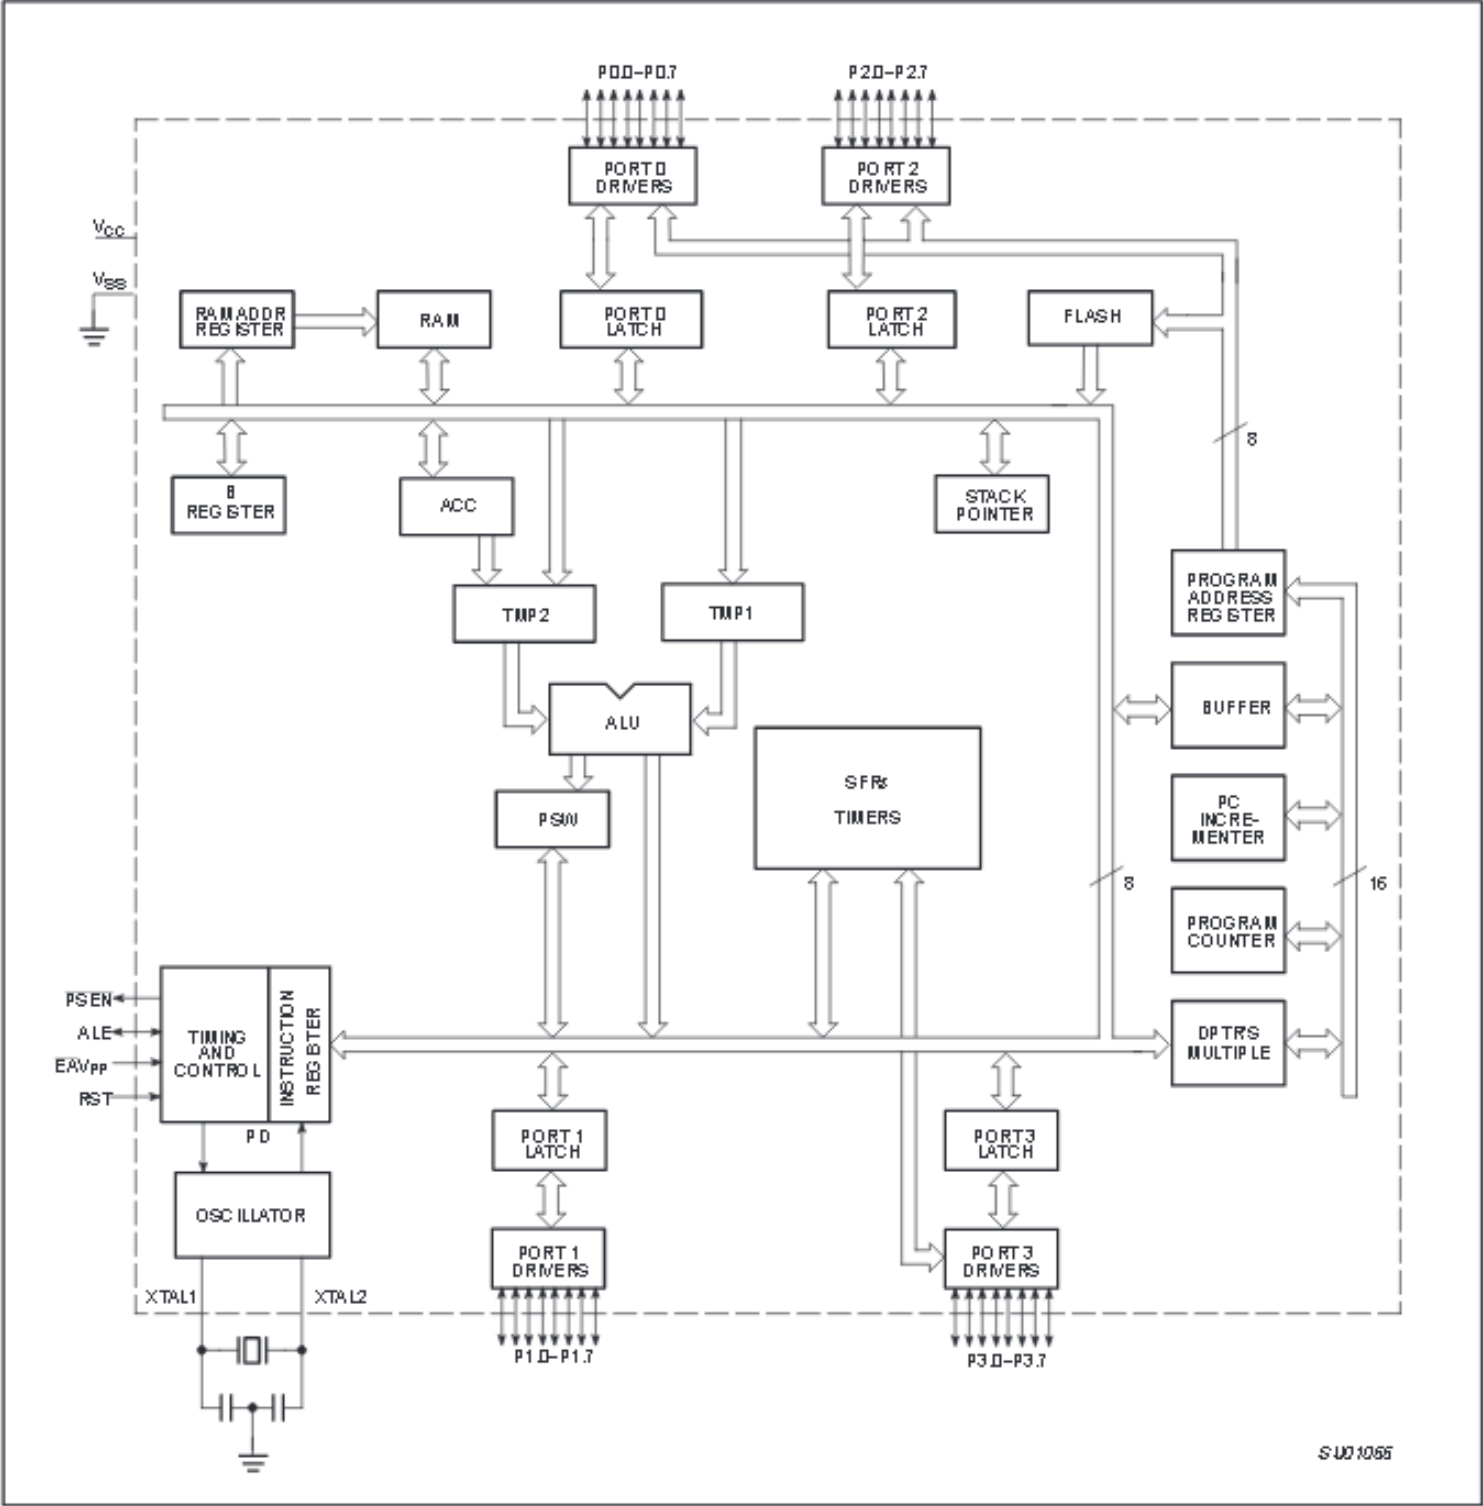 P0.0–P0.7
P2.0–P2.7
PORT 0
DRIVERS
PORT 2
DRIVERS
VCC
VSS
RAM ADDR
REGISTER
RAM
PORT 0
LATCH
PORT 2
LATCH
FLASH
8
B
REGISTER
ACC
STACK
POINTER
TMP2
TMP1
PROGRAM
ADDRESS
REGISTER
ALU
BUFFER
SFRs
TIMERS
PSW
PC
INCRE-
MENTER
8
16
PROGRAM
COUNTER
PSEN
ALE
EAVPP
RST
TIMING
AND
CONTROL
INSTRUCTION
REGISTER
DPTR'S
MULTIPLE
PD
PORT 1
LATCH
PORT 3
LATCH
OSCILLATOR
PORT 1
DRIVERS
PORT 3
DRIVERS
XTAL1
XTAL2
P1.0–P1.7
P3.0–P3.7
SU01066